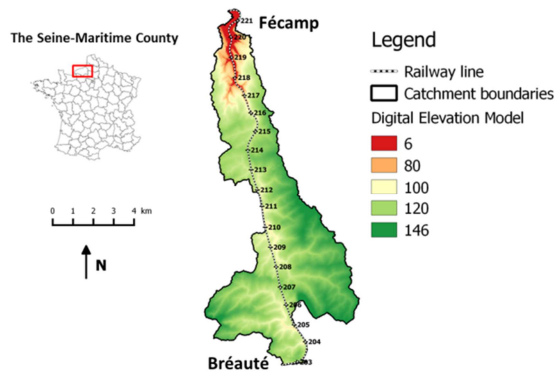 Fécamp
The Seine-Maritime County
0 1 2 3 4 km
N
221
220
219
218
217
216
215
214
213
212
211
210
209
208
207
206
205
204
203
Bréauté
Legend
Railway line
Catchment boundaries
Digital Elevation Model
6
80
100
120
146